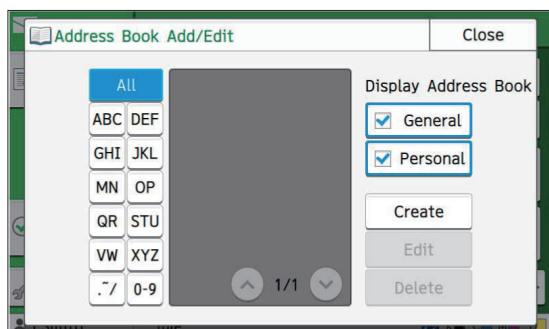 Address Book Add/Edit
Close
All
Display Address Book
ABC DEF
General
GHI JKL
Personal
MN OP
QR STU
Create
VW XYZ
Edit
.~/ 0-9
1/1
Delete